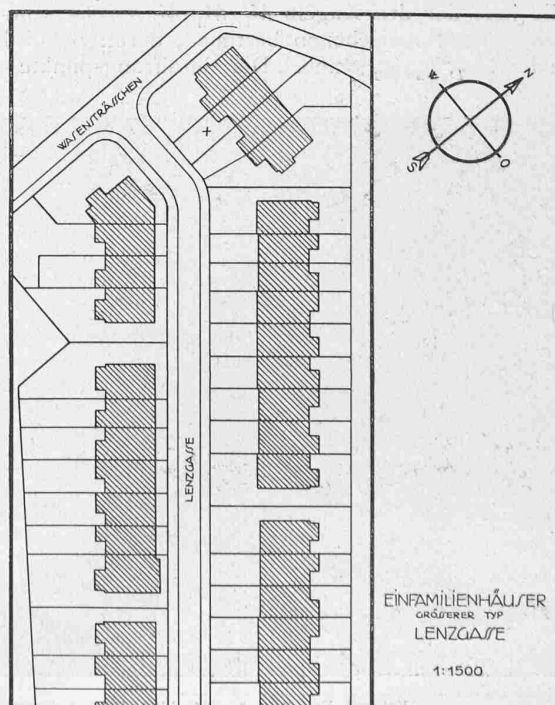 WASENSTRÄSSCHEN
LENZGASSE
X
N
W
S
O
EINFAMILIENHÄUSER
GRÖSSERER TYP
LENZGASSE
1:1500